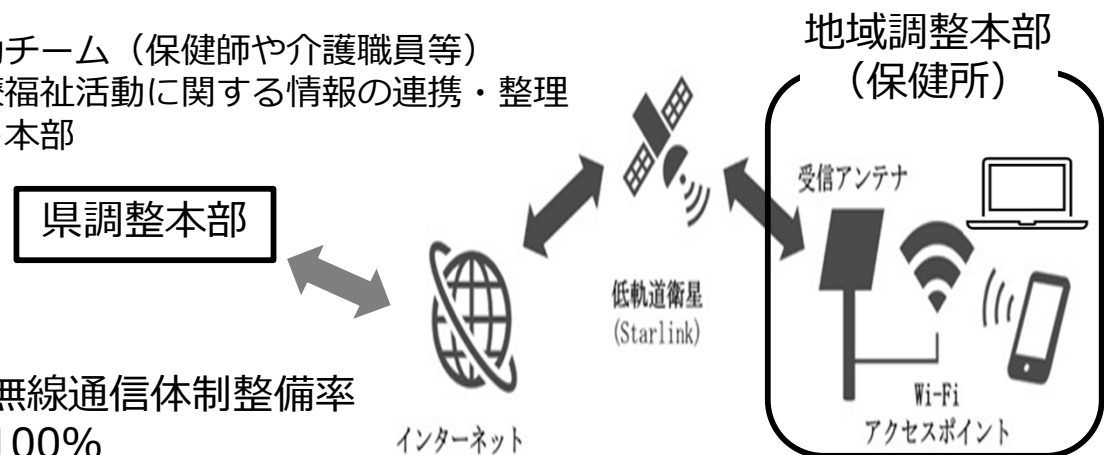 チーム（保健師や介護職員等）
福祉活動に関する情報の連携・整理
本部
県調整本部
無線通信体制整備率
100%
インターネット
低軌道衛星
(Starlink)
地域調整本部
（保健所）
受信アンテナ
Wi-Fi
アクセスポイント